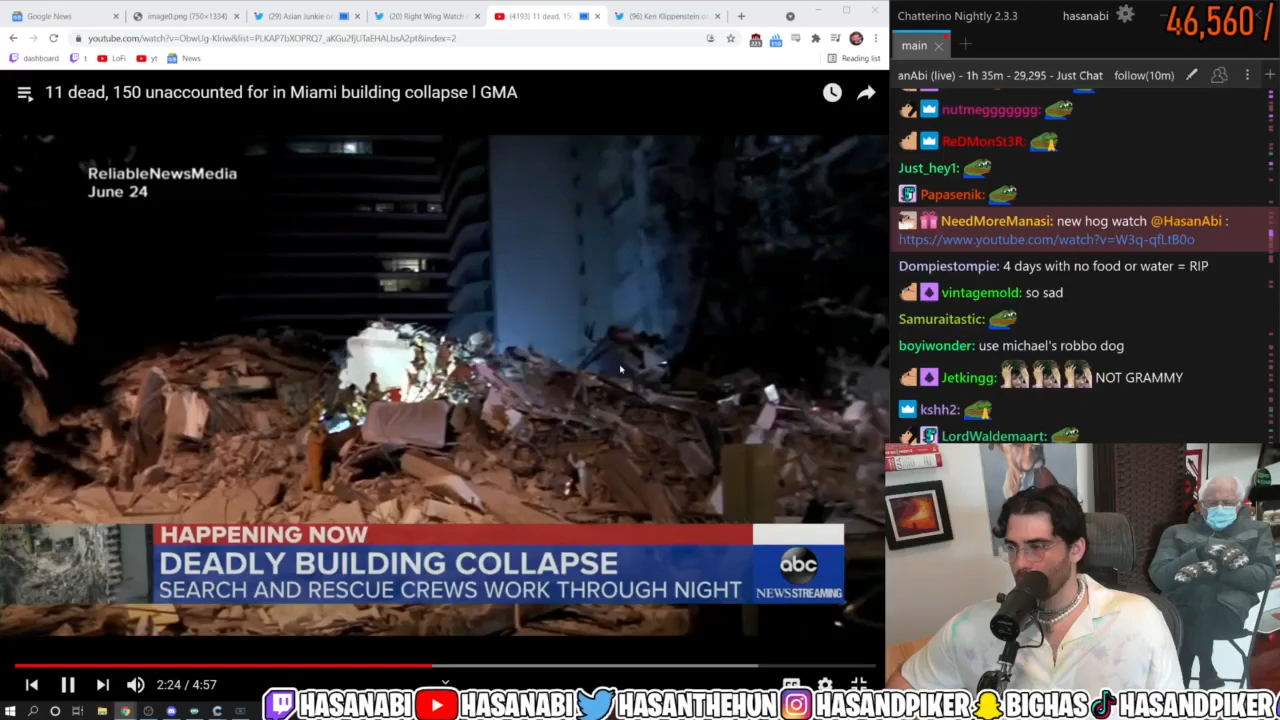 Google News
image0.png (750×1334)
(29) Asian Junkie o
(20) Right Wing Watch
(4193) 11 dead, 150
(96) Ken Klippenstein o
youtube.com/watch?v=ObwUg-Klriw&list=PLKAP7bXOPRQ7_aKGu2fjUTaEHALbsA2pt&index=2
dashboard
t
LoFi
yt
News
Reading list
11 dead, 150 unaccounted for in Miami building collapse l GMA
ReliableNewsMedia
June 24
HAPPENING NOW
DEADLY BUILDING COLLAPSE
SEARCH AND RESCUE CREWS WORK THROUGH NIGHT
abc
NEWS STREAMING
2:24 / 4:57
Chatterino Nightly 2.3.3
hasanabi
46,560 /
main
anAbi (live) - 1h 35m - 29,295 - Just Chat
follow(10m)
nutmeggggggg:
ReDMonSt3R:
Just_hey1:
Papasenik:
NeedMoreManasi: new hog watch @HasanAbi :
https://www.youtube.com/watch?v=W3q-qfLtB0o
Dompiestompie: 4 days with no food or water = RIP
vintagemold: so sad
Samuraitastic:
boyiwonder: use michael's robbo dog
Jetkingg: NOT GRAMMY
kshh2:
LordWaldemaart:
HASANABI
HASANABI
HASANTHEHUN
HASANDPIKER
BIGHAS
HASANDPIKER